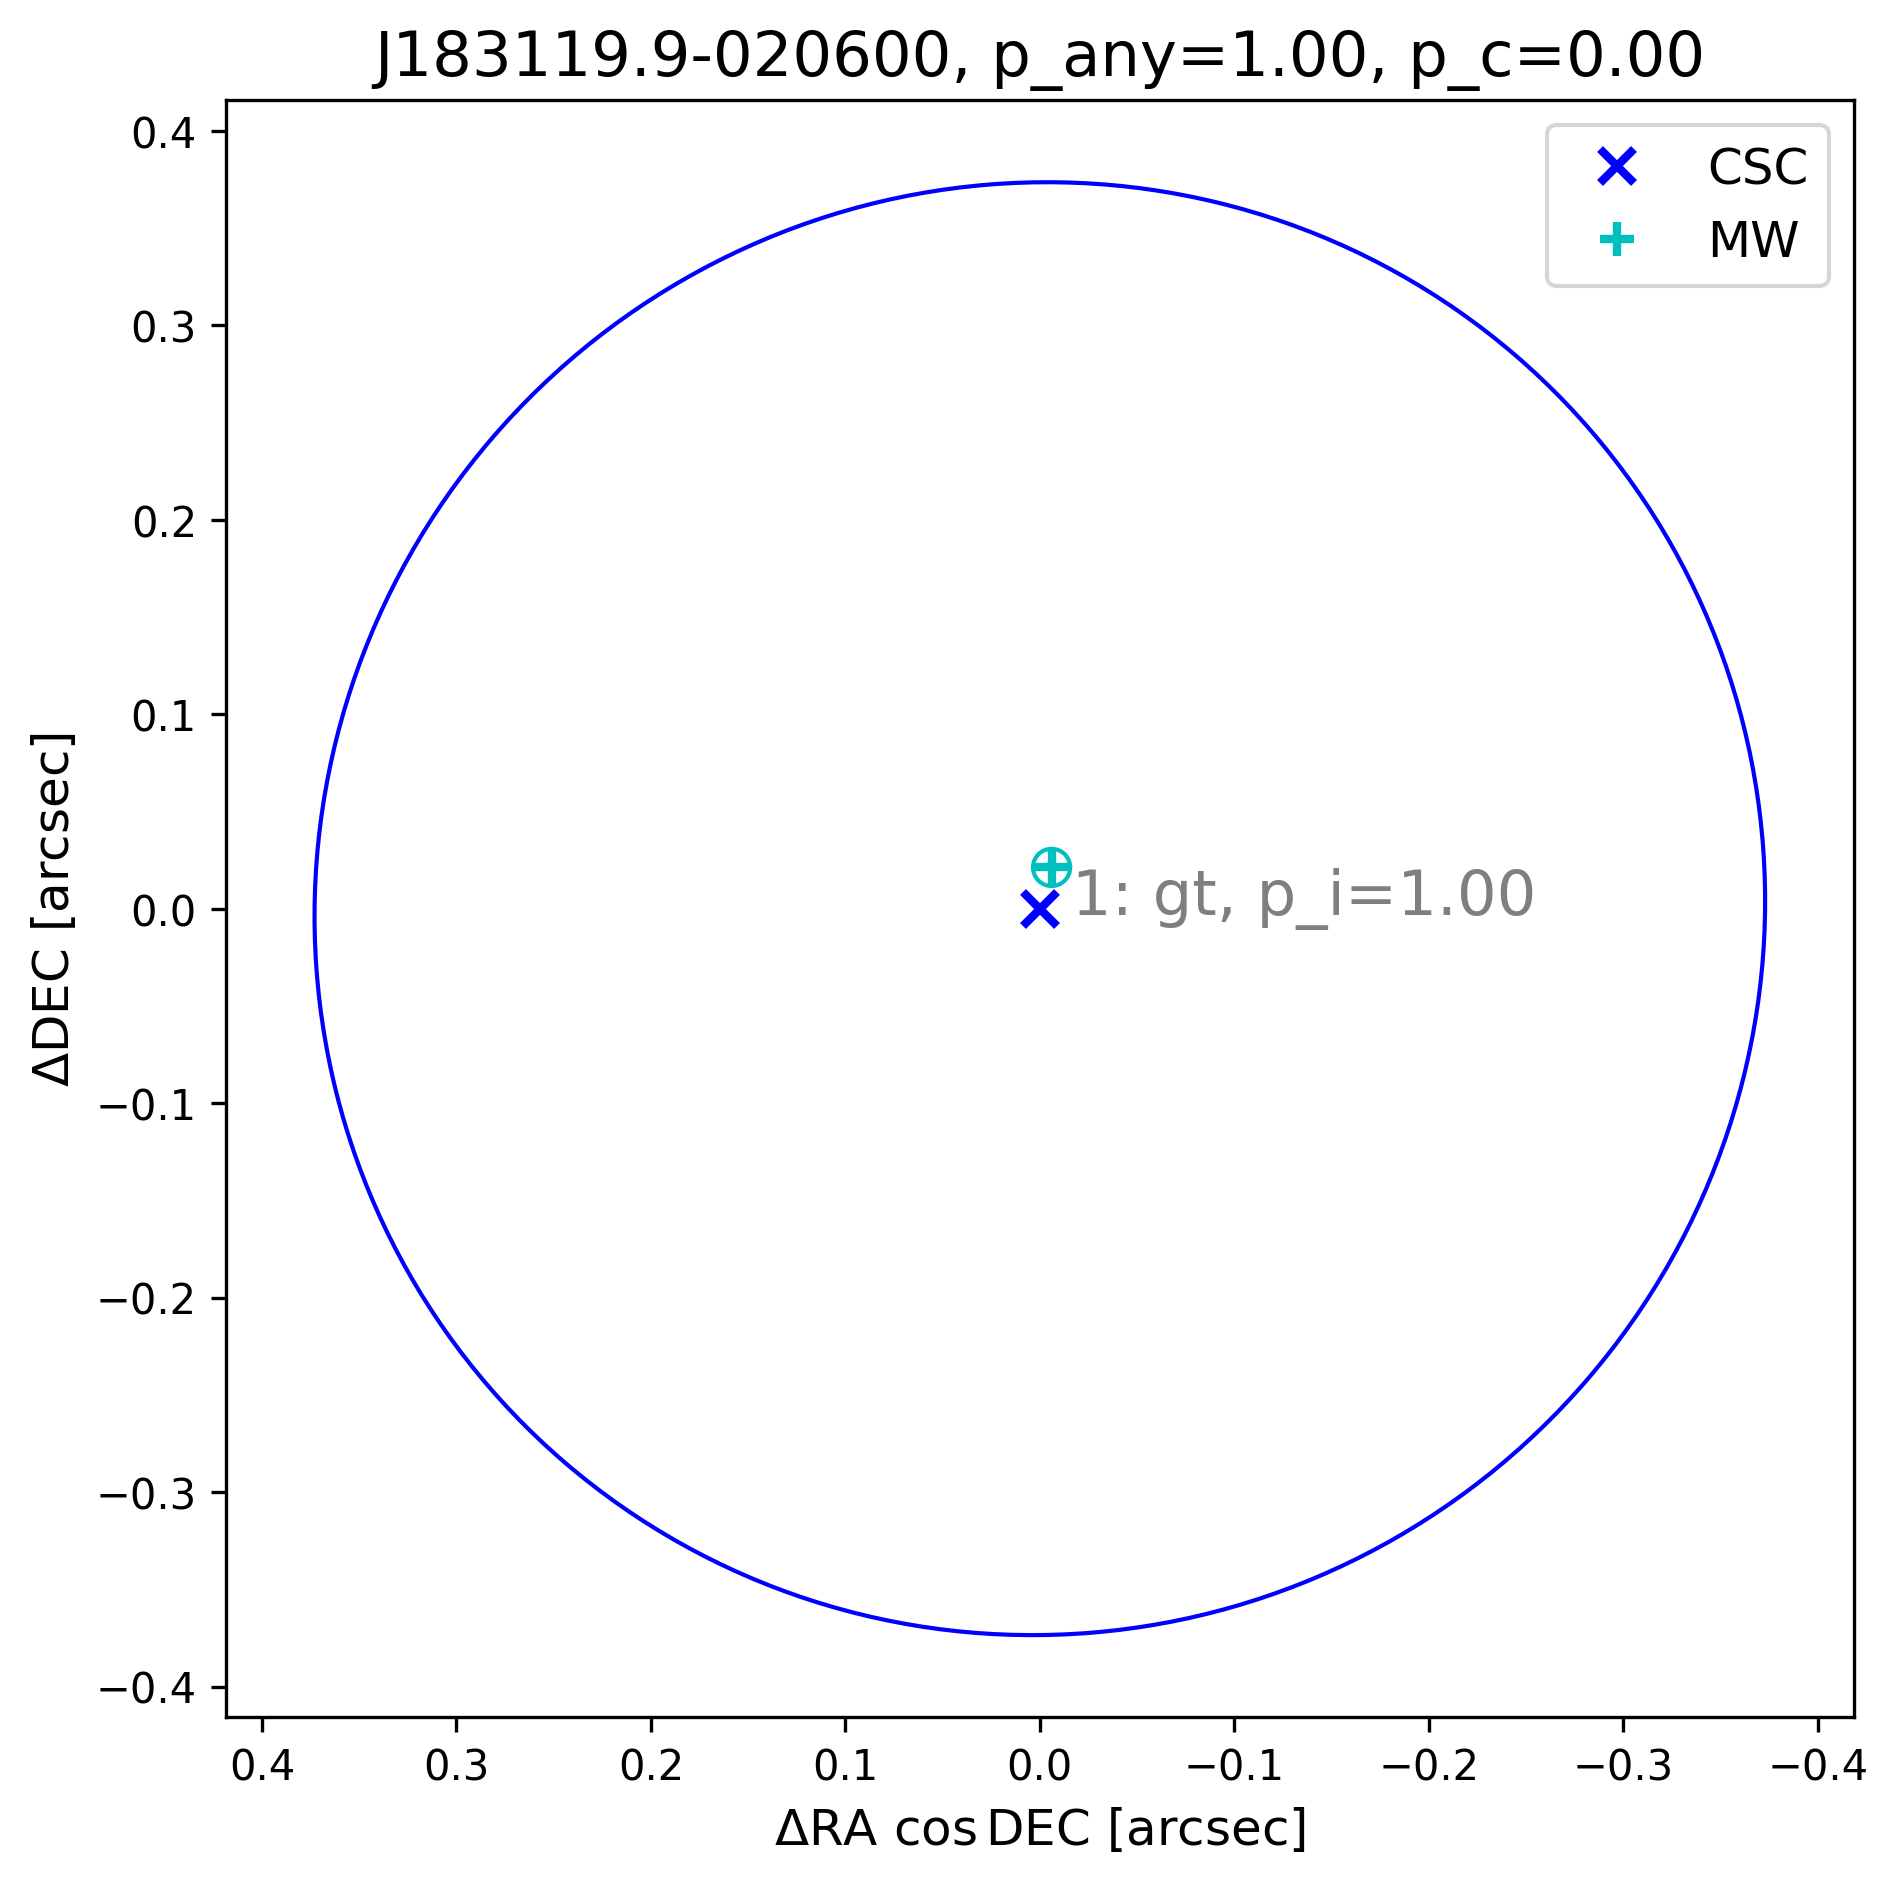 J183119.9-020600, p_any=1.00, p_c=0.00
CSC
MW
1: gt, p_i=1.00
ΔDEC [arcsec]
0.4
0.3
0.2
0.1
0.0
−0.1
−0.2
−0.3
−0.4
0.4 0.3 0.2 0.1 0.0 −0.1 −0.2 −0.3 −0.4
ΔRA cos DEC [arcsec]